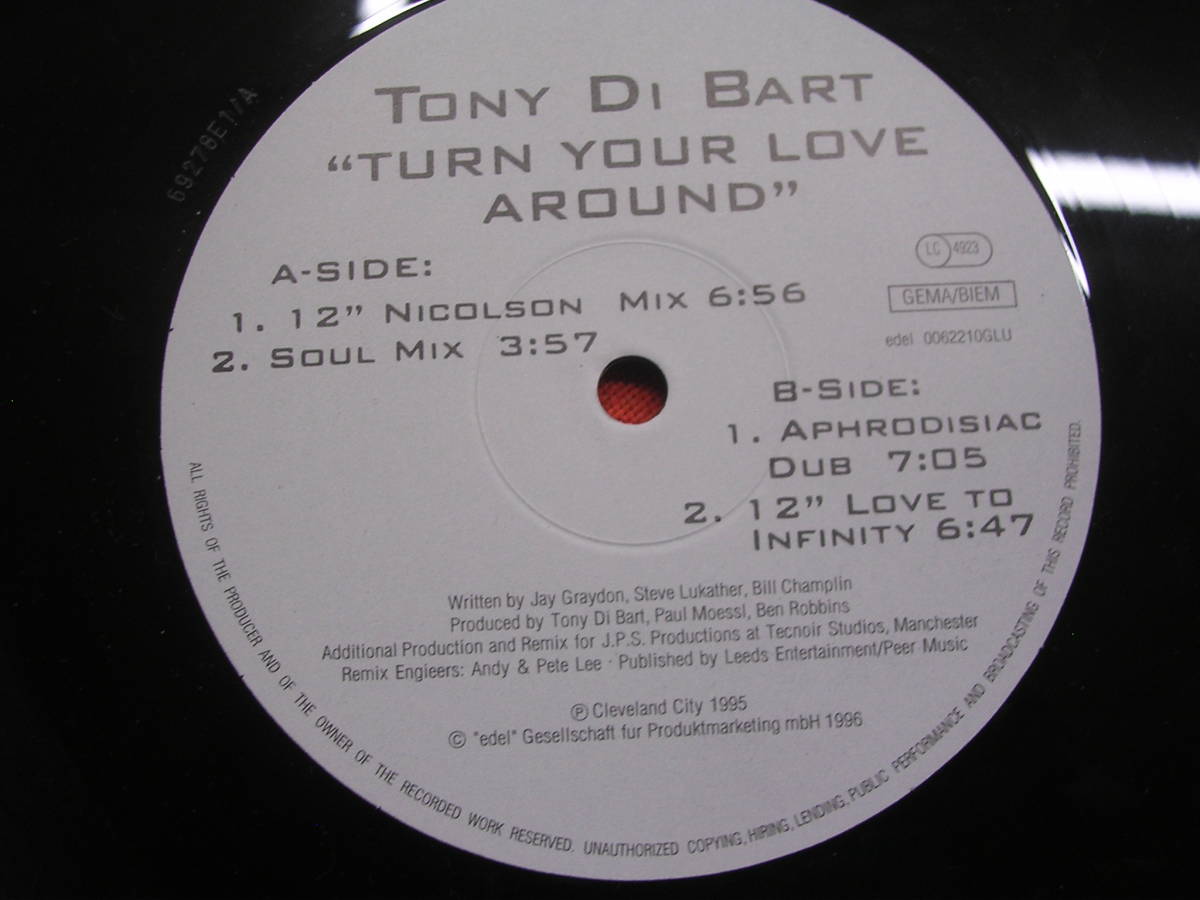 TONY DI BART
“TURN YOUR LOVE
AROUND”
A-SIDE:
1. 12” NICOLSON MIX 6:56
2. SOUL MIX 3:57
LC 4923
GEMA/BIEM
edel 0062210GLU
B-SIDE:
1. APHRODISIAC
DUB 7:05
2. 12” LOVE TO
INFINITY 6:47
Written by Jay Graydon, Steve Lukather, Bill Champlin
Produced by Tony Di Bart, Paul Moessl, Ben Robbins
Additional Production and Remix for J.P.S. Productions at Tecnoir Studios, Manchester
Remix Engieers: Andy & Pete Lee · Published by Leeds Entertainment/Peer Music
℗ Cleveland City 1995
© "edel" Gesellschaft fur Produktmarketing mbH 1996
ALL RIGHTS OF THE PRODUCER AND OF THE OWNER OF THE RECORDED WORK RESERVED. UNAUTHORIZED COPYING, HIRING, LENDING, PUBLIC PERFORMANCE AND BROADCASTING OF THIS RECORD PROHIBITED.
69278E1/A